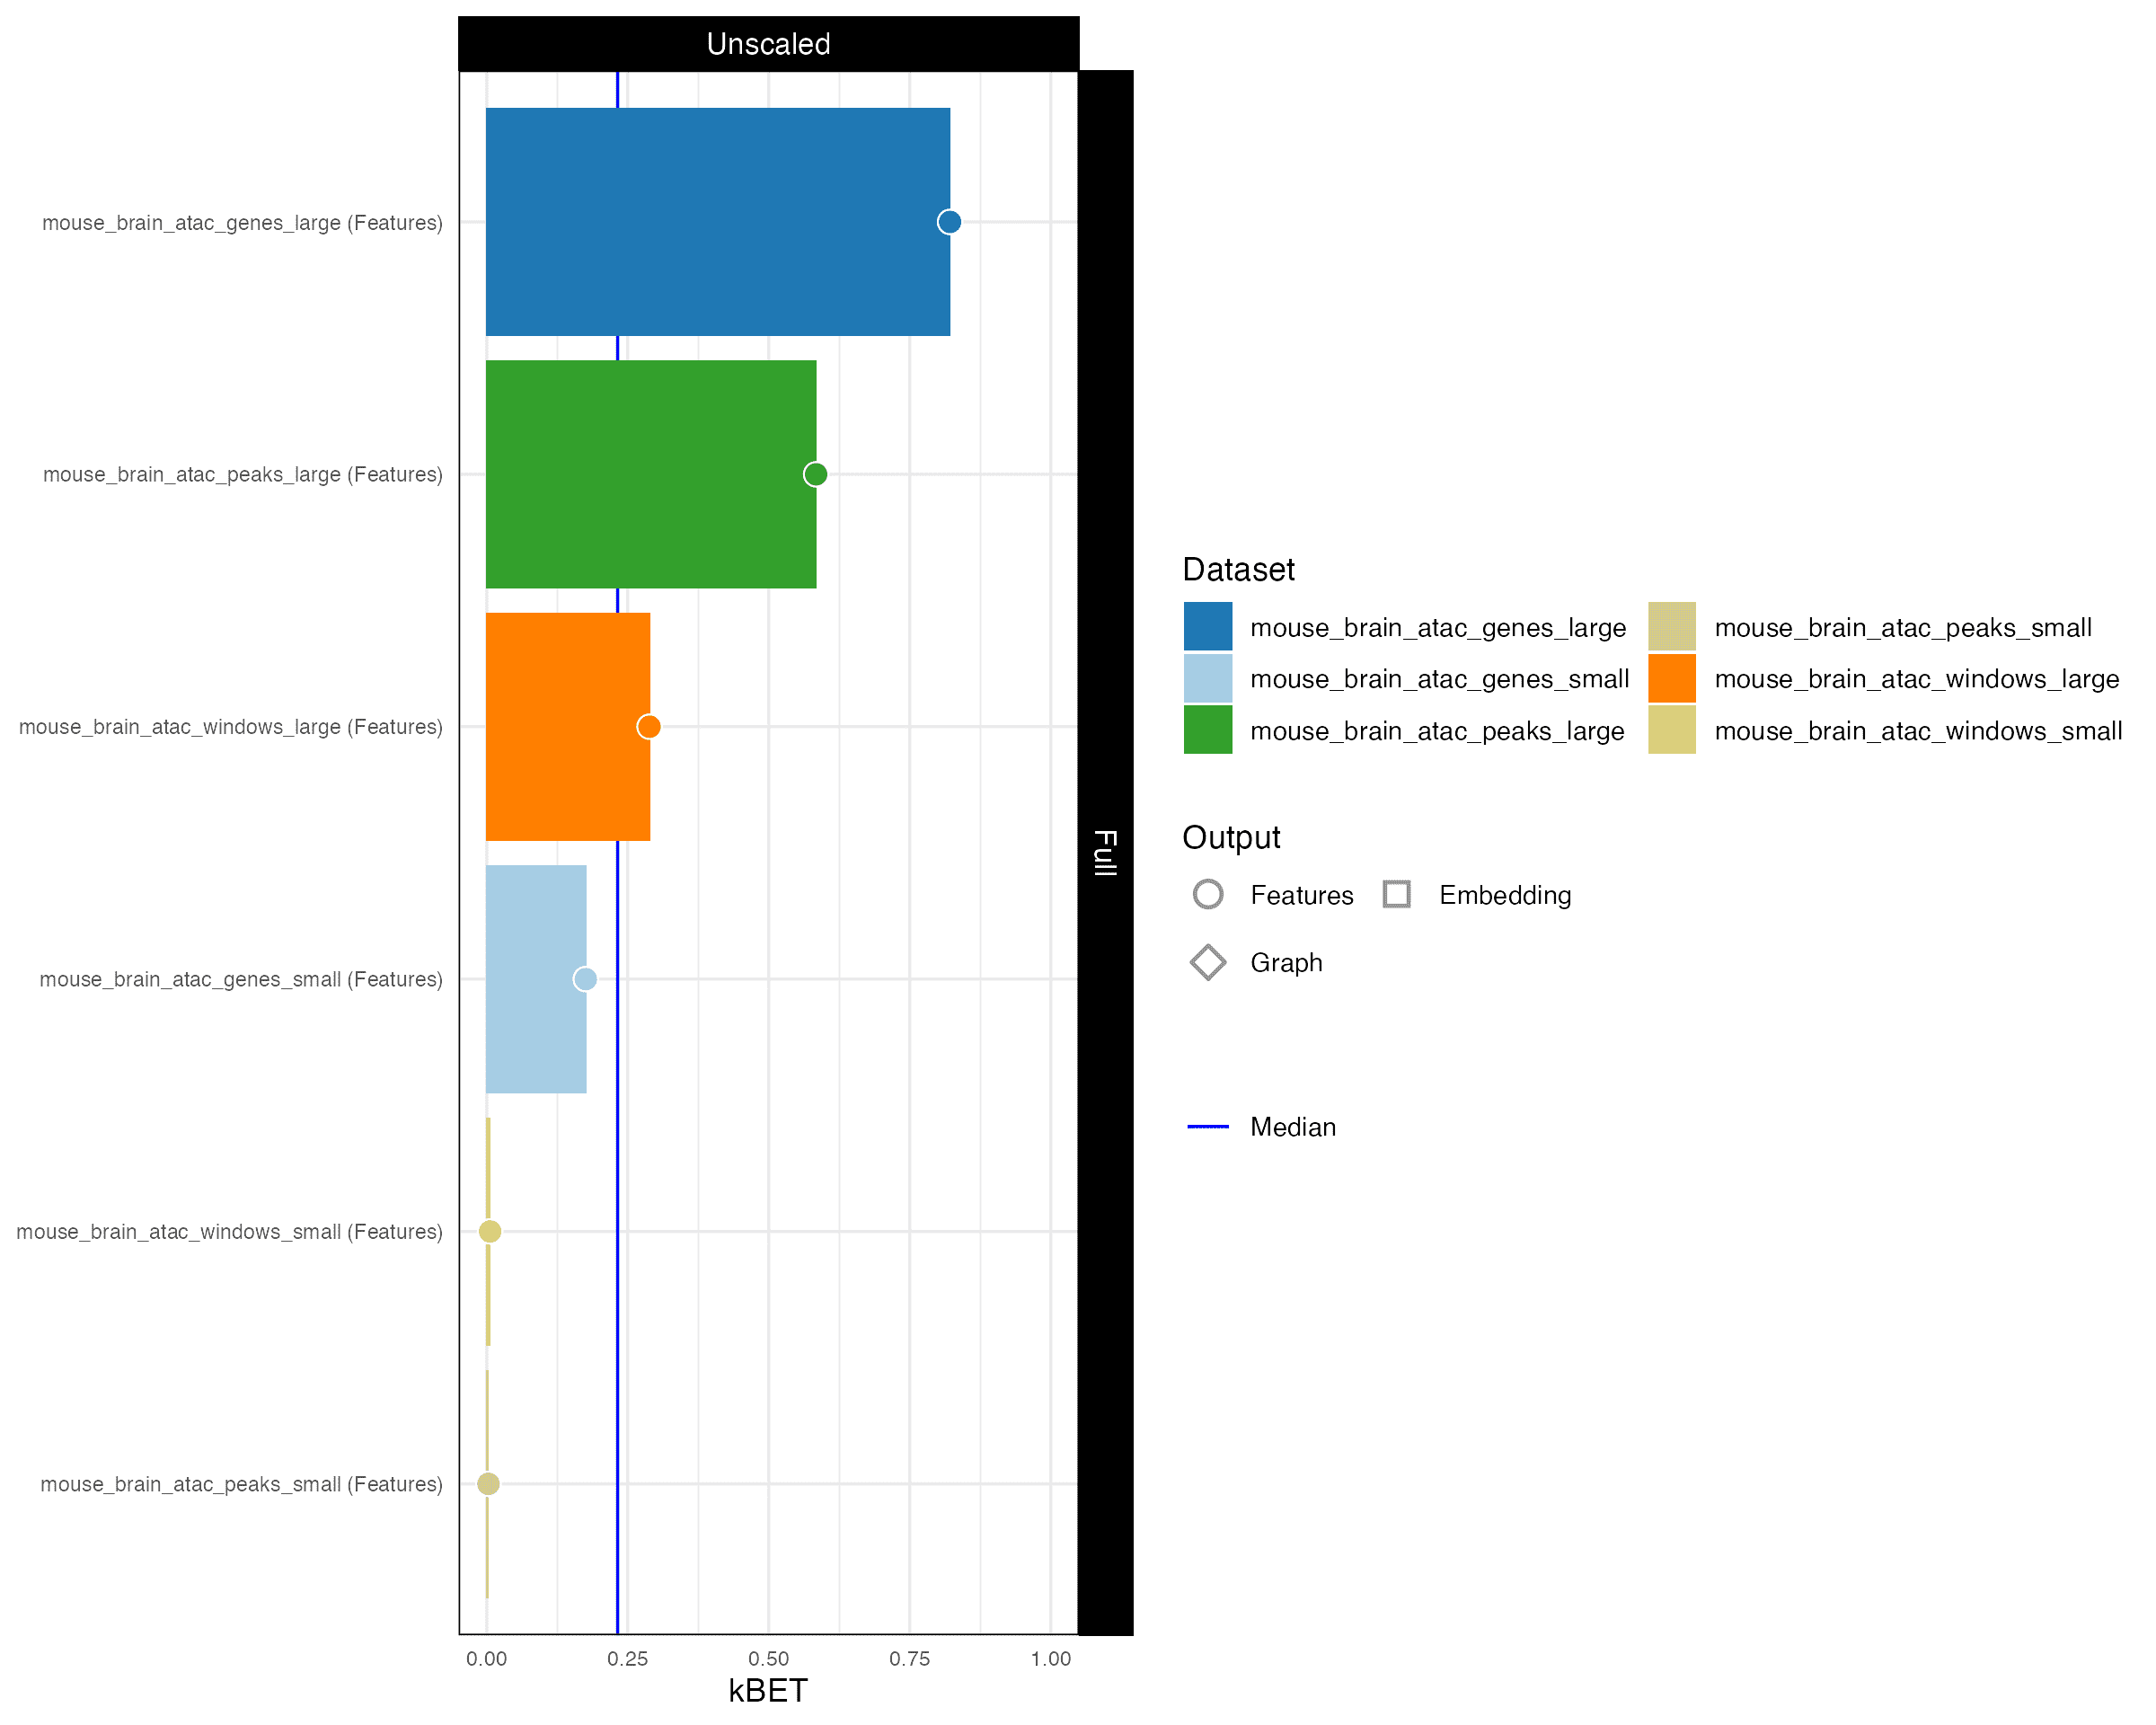 Unscaled
mouse_brain_atac_genes_large (Features)
mouse_brain_atac_peaks_large (Features)
mouse_brain_atac_windows_large (Features)
mouse_brain_atac_genes_small (Features)
mouse_brain_atac_windows_small (Features)
mouse_brain_atac_peaks_small (Features)
0.00 0.25 0.50 0.75 1.00
kBET
Full
Dataset
mouse_brain_atac_genes_large mouse_brain_atac_peaks_small
mouse_brain_atac_genes_small mouse_brain_atac_windows_large
mouse_brain_atac_peaks_large mouse_brain_atac_windows_small
Output
Features Embedding
Graph
Median